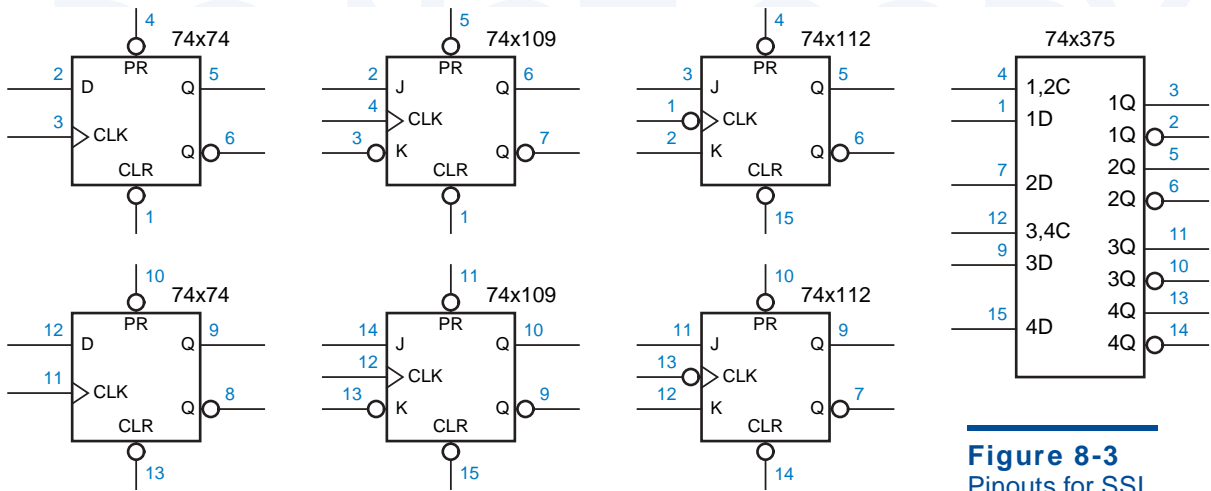 4
74x74
PR
2
D
Q
5
3
CLK
Q
6
CLR
1
5
74x109
PR
2
J
Q
6
4
CLK
3
K
Q
7
CLR
1
4
74x112
PR
3
J
Q
5
1
CLK
2
K
Q
6
CLR
15
74x375
4
1,2C
1
1D
1Q
3
1Q
2
2Q
5
7
2D
2Q
6
12
3,4C
9
3D
3Q
11
3Q
10
4Q
13
15
4D
4Q
14
10
74x74
PR
12
D
Q
9
11
CLK
Q
8
CLR
13
11
74x109
PR
14
J
Q
10
12
CLK
13
K
Q
9
CLR
15
10
74x112
PR
11
J
Q
9
13
CLK
12
K
Q
7
CLR
14
Figure 8-3
Pinouts for SSI